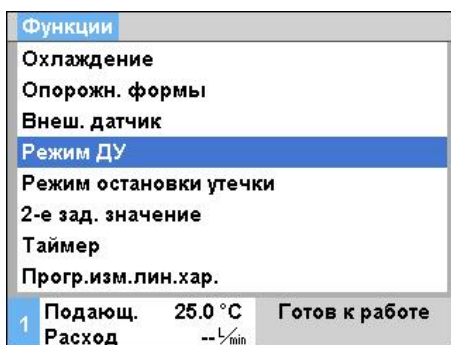 Функции
Охлаждение
Опорожн. формы
Внеш. датчик
Режим ДУ
Режим остановки утечки
2-е зад. значение
Таймер
Прогр.изм.лин.хар.
1 Подающ. 25.0 °C Готов к работе
Расход -- L/min